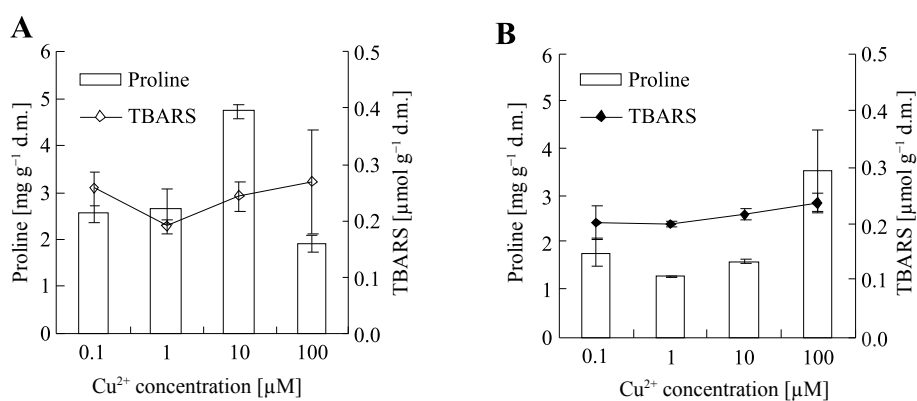 A
B
6
5
4
3
2
1
0
Proline [mg g⁻¹ d.m.]
Proline
TBARS
0.5
0.4
0.3
0.2
0.1
0.0
TBARS [µmol g⁻¹ d.m.]
0.1 1 10 100
Cu²⁺ concentration [µM]
6
5
4
3
2
1
0
Proline [mg g⁻¹ d.m.]
Proline
TBARS
0.5
0.4
0.3
0.2
0.1
0.0
TBARS [µmol g⁻¹ d.m.]
0.1 1 10 100
Cu²⁺ concentration [µM]